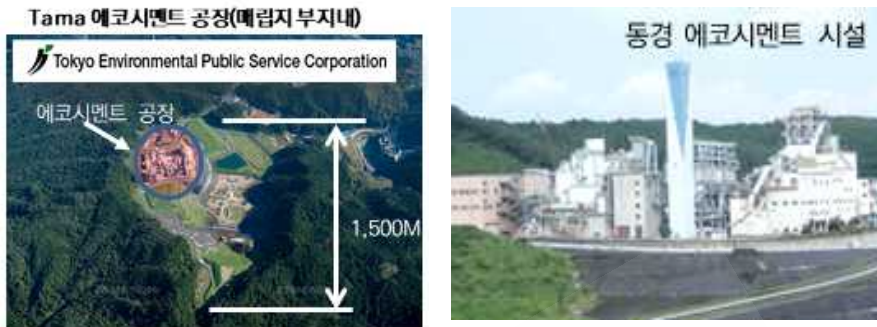 Tama 에코시멘트 공장(매립지 부지내)
Tokyo Environmental Public Service Corporation
에코시멘트 공장
1,500M
동경 에코시멘트 시설